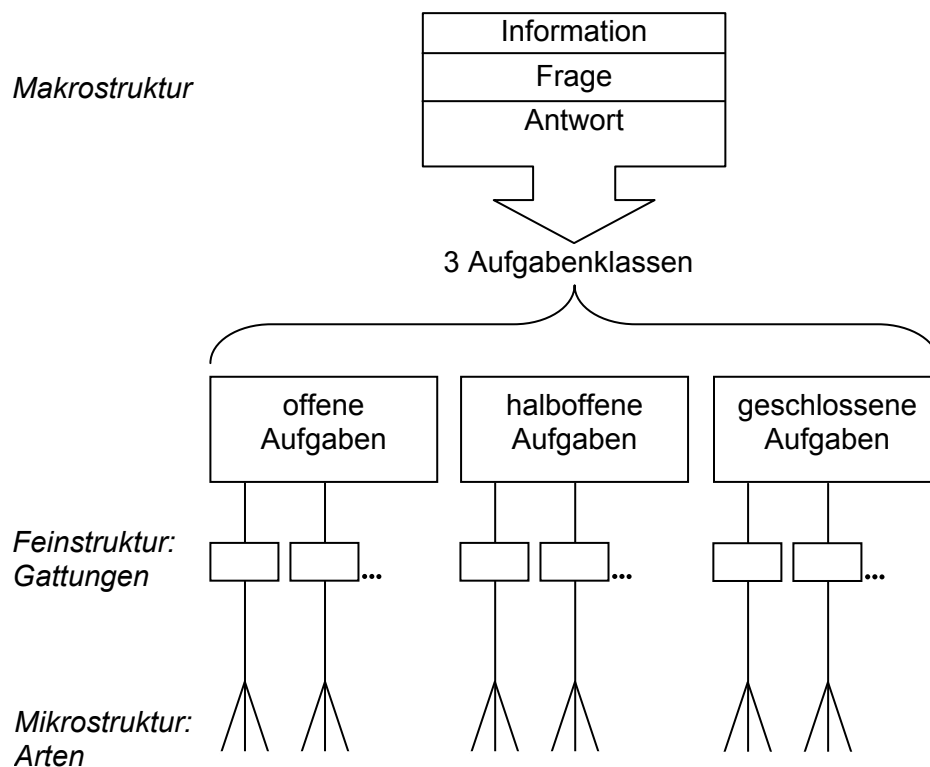 Information
Frage
Makrostruktur
Antwort
3 Aufgabenklassen
offene
Aufgaben
halboffene
Aufgaben
geschlossene
Aufgaben
Feinstruktur:
Gattungen
...
...
...
Mikrostruktur:
Arten